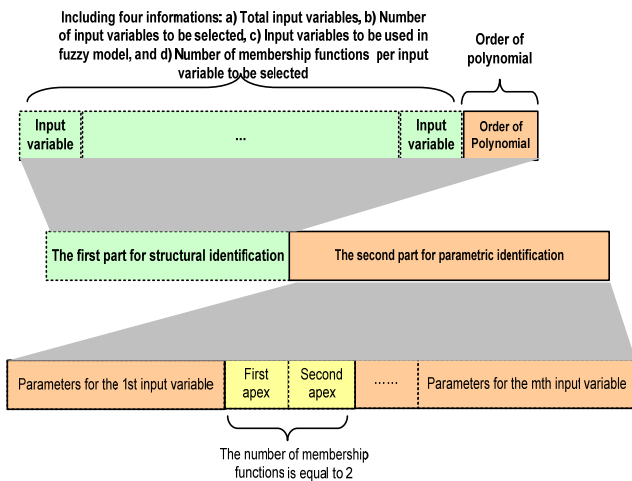 Including four informations: a) Total input variables, b) Number
of input variables to be selected, c) Input variables to be used in
fuzzy model, and d) Number of membership functions per input
variable to be selected
Order of
polynomial
Input
variable
...
Input
variable
Order of
Polynomial
The first part for structural identification
The second part for parametric identification
Parameters for the 1st input variable
First
apex
Second
apex
......
Parameters for the mth input variable
The number of membership
functions is equal to 2